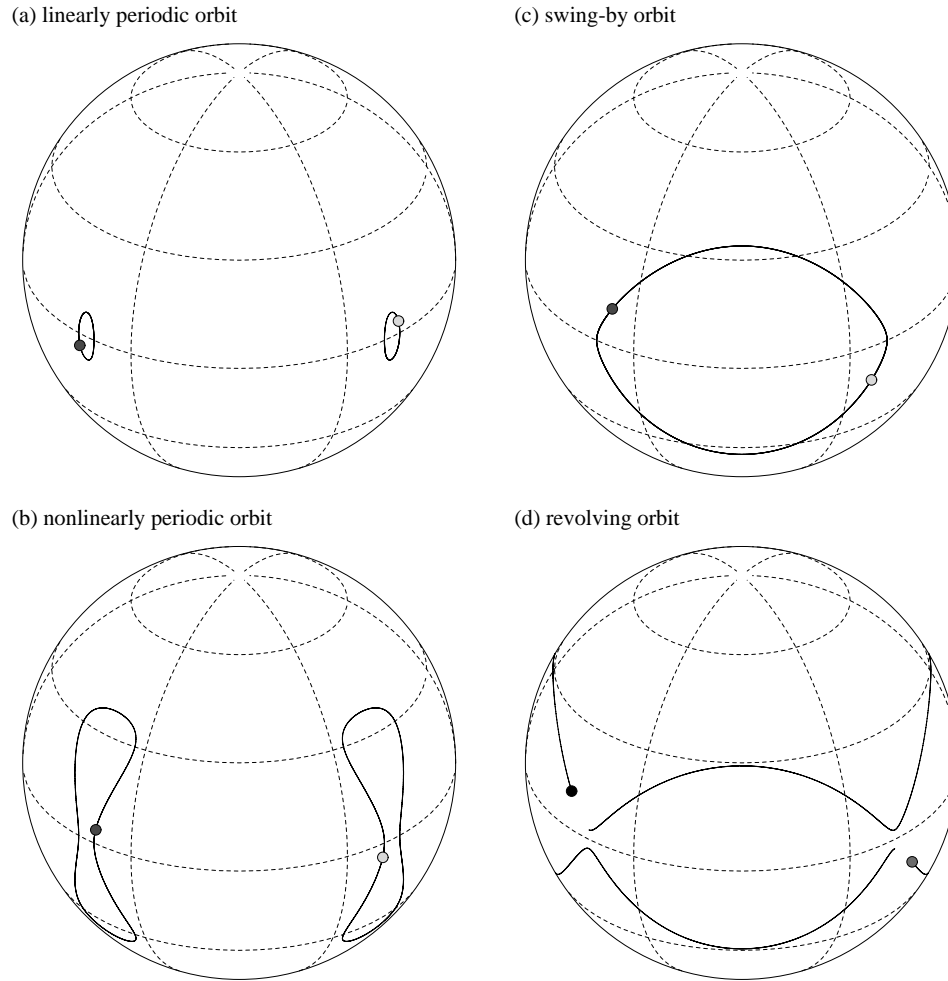 (a) linearly periodic orbit
(c) swing-by orbit
(b) nonlinearly periodic orbit
(d) revolving orbit